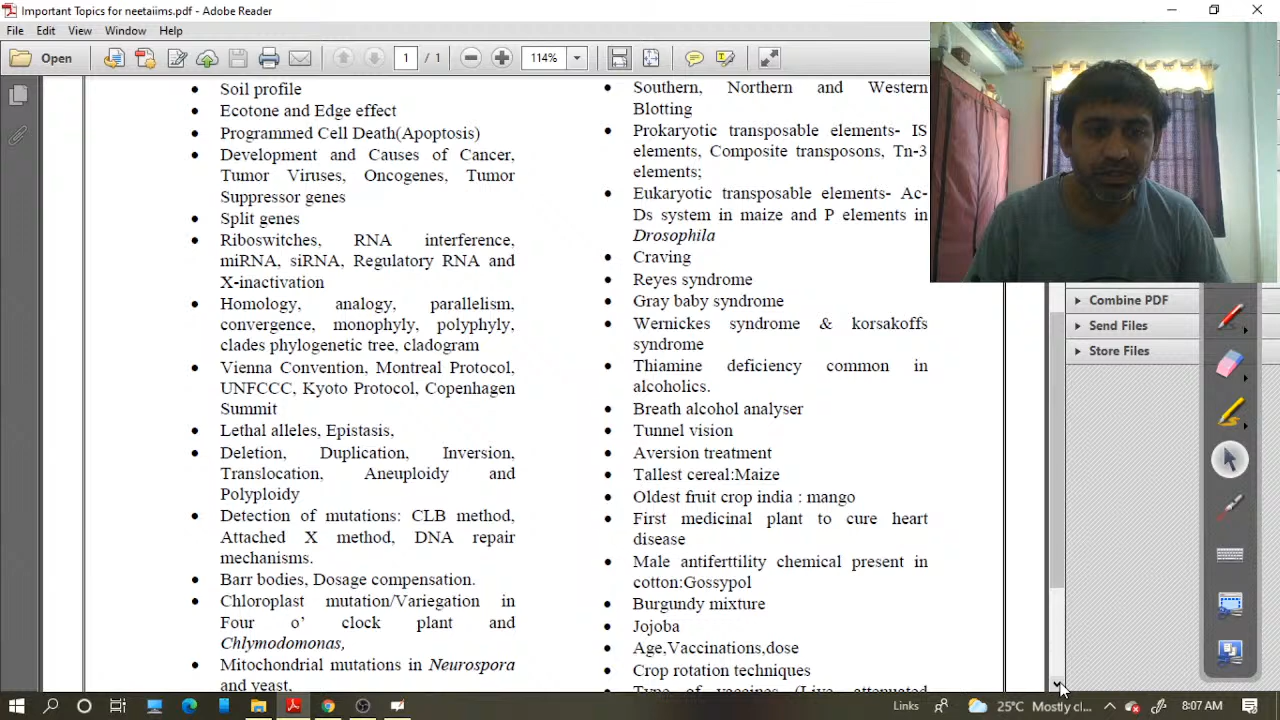 Important Topics for neetaiims.pdf - Adobe Reader
File Edit View Window Help
Open 1 / 1 114%
• Soil profile
• Ecotone and Edge effect
• Programmed Cell Death(Apoptosis)
• Development and Causes of Cancer,
Tumor Viruses, Oncogenes, Tumor
Suppressor genes
• Split genes
• Riboswitches, RNA interference,
miRNA, siRNA, Regulatory RNA and
X-inactivation
• Homology, analogy, parallelism,
convergence, monophyly, polyphyly,
clades phylogenetic tree, cladogram
• Vienna Convention, Montreal Protocol,
UNFCCC, Kyoto Protocol, Copenhagen
Summit
• Lethal alleles, Epistasis,
• Deletion, Duplication, Inversion,
Translocation, Aneuploidy and
Polyploidy
• Detection of mutations: CLB method,
Attached X method, DNA repair
mechanisms.
• Barr bodies, Dosage compensation.
• Chloroplast mutation/Variegation in
Four o’ clock plant and
Chlymodomonas,
• Mitochondrial mutations in Neurospora
and yeast,
• Southern, Northern and Western
Blotting
• Prokaryotic transposable elements- IS
elements, Composite transposons, Tn-3
elements;
• Eukaryotic transposable elements- Ac-
Ds system in maize and P elements in
Drosophila
• Craving
• Reyes syndrome
• Gray baby syndrome
• Wernickes syndrome & korsakoffs
syndrome
• Thiamine deficiency common in
alcoholics.
• Breath alcohol analyser
• Tunnel vision
• Aversion treatment
• Tallest cereal:Maize
• Oldest fruit crop india : mango
• First medicinal plant to cure heart
disease
• Male antiferttility chemical present in
cotton:Gossypol
• Burgundy mixture
• Jojoba
• Age,Vaccinations,dose
• Crop rotation techniques
• Type of vaccines (Live attenuated
Combine PDF
Send Files
Store Files
Links 25°C Mostly cl... 8:07 AM